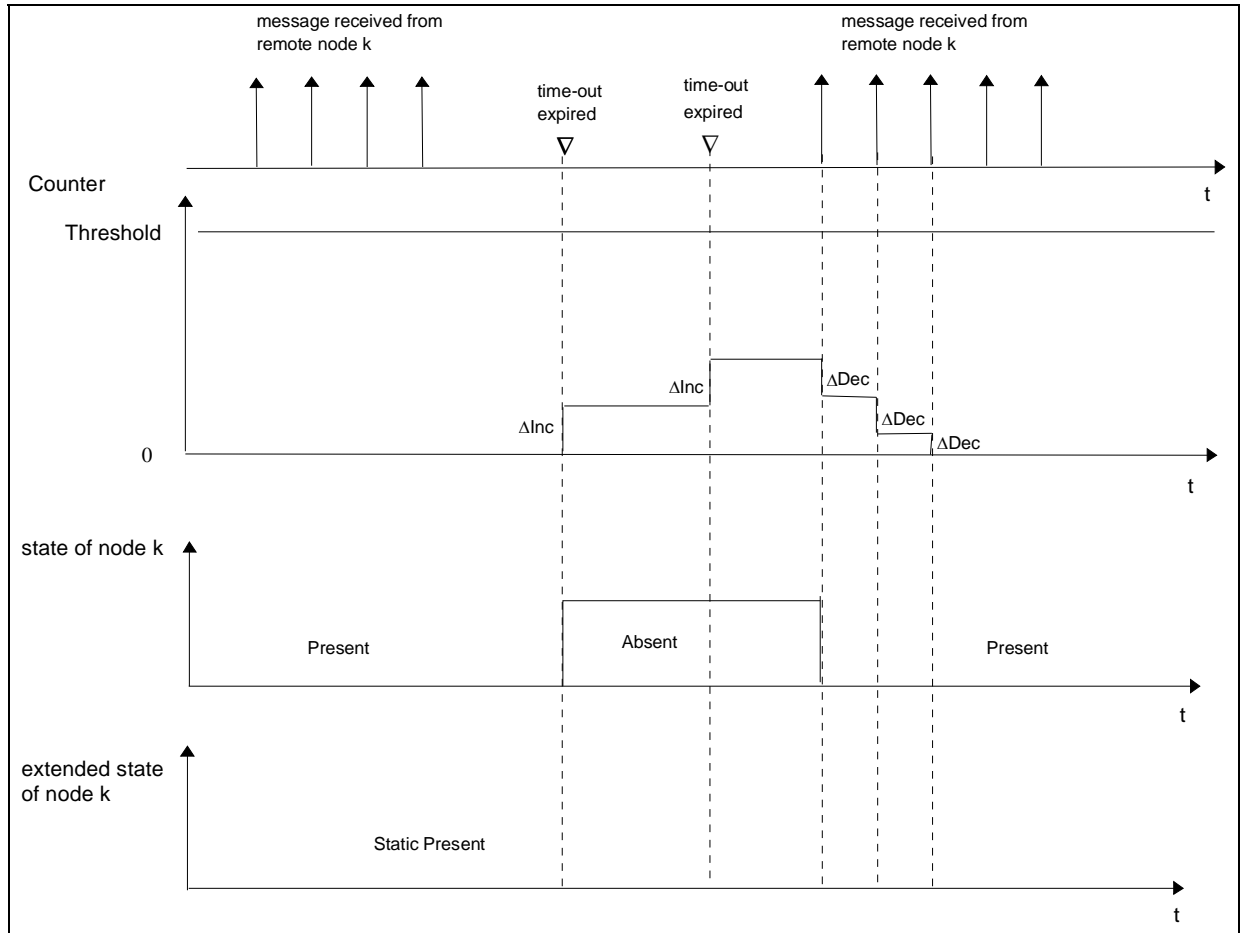 message received from
remote node k
message received from
remote node k
time-out
expired
time-out
expired
Counter
t
Threshold
ΔInc
ΔInc
ΔDec
ΔDec
ΔDec
0
t
state of node k
Present
Absent
Present
t
extended state
of node k
Static Present
t